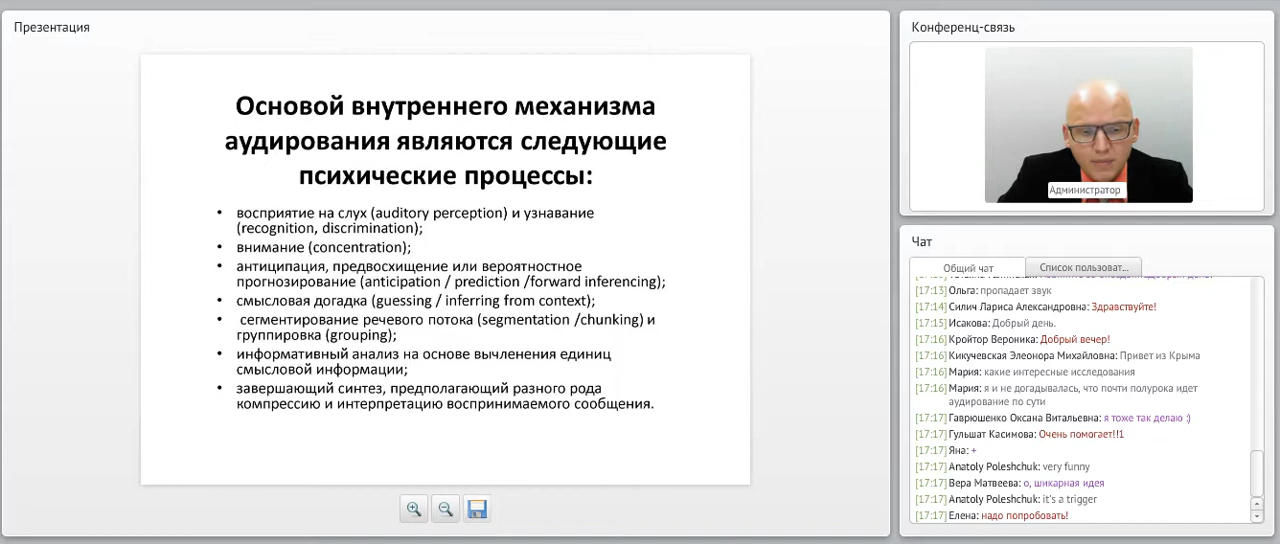 Презентация
Основой внутреннего механизма
аудирования являются следующие
психические процессы:
• восприятие на слух (auditory perception) и узнавание
(recognition, discrimination);
• внимание (concentration);
• антиципация, предвосхищение или вероятностное
прогнозирование (anticipation / prediction /forward inferencing);
• смысловая догадка (guessing / inferring from context);
• сегментирование речевого потока (segmentation /chunking) и
группировка (grouping);
• информативный анализ на основе вычленения единиц
смысловой информации;
• завершающий синтез, предполагающий разного рода
компрессию и интерпретацию воспринимаемого сообщения.
Конференц-связь
Администратор
Чат
Общий чат
Список пользоват...
[17:13] Ольга: пропадает звук
[17:14] Силич Лариса Александровна: Здравствуйте!
[17:15] Исакова: Добрый день.
[17:16] Кройтор Вероника: Добрый вечер!
[17:16] Кикучевская Элеонора Михайловна: Привет из Крыма
[17:16] Мария: какие интересные исследования
[17:16] Мария: я и не догадывалась, что почти полурока идет
аудирование по сути
[17:17] Гаврюшенко Оксана Витальевна: я тоже так делаю :)
[17:17] Гульшат Касимова: Очень помогает!!1
[17:17] Яна: +
[17:17] Anatoly Poleshchuk: very funny
[17:17] Вера Матвеева: о, шикарная идея
[17:17] Anatoly Poleshchuk: it's a trigger
[17:17] Елена: надо попробовать!